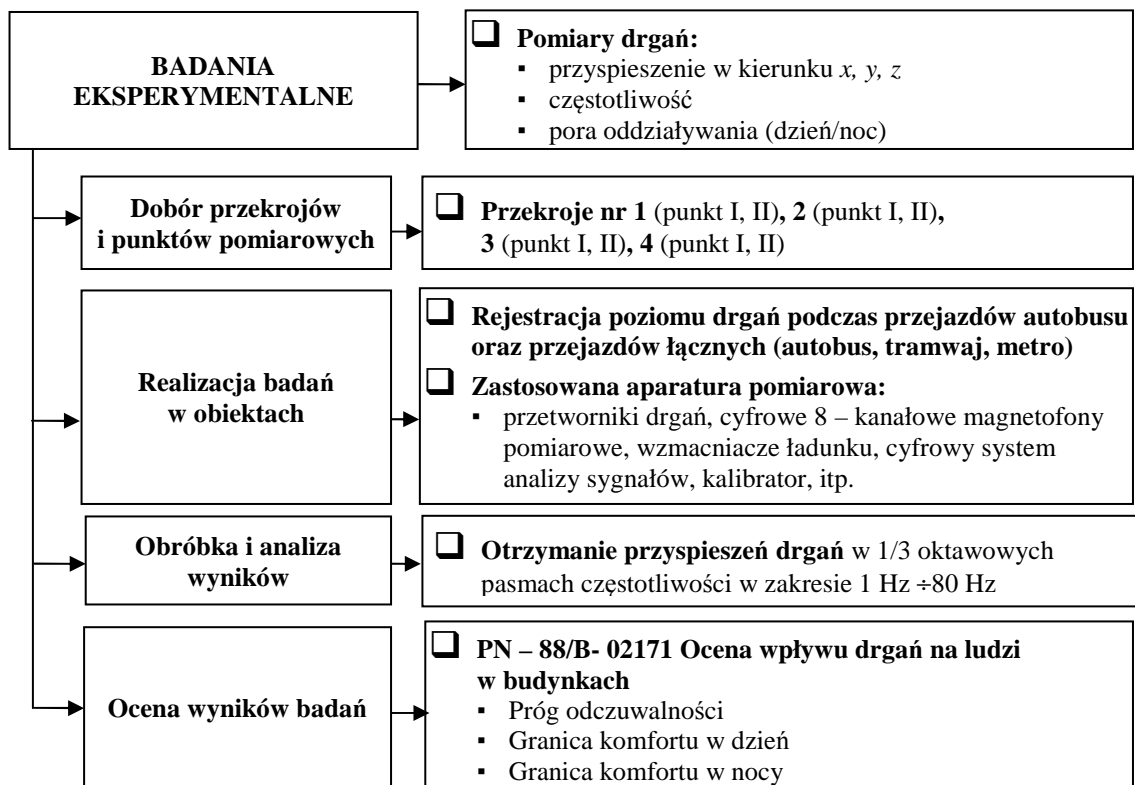 BADANIA
EKSPERYMENTALNE
❑ Pomiary drgań:
▪ przyspieszenie w kierunku x, y, z
▪ częstotliwość
▪ pora oddziaływania (dzień/noc)
Dobór przekrojów
i punktów pomiarowych
❑ Przekroje nr 1 (punkt I, II), 2 (punkt I, II),
3 (punkt I, II), 4 (punkt I, II)
Realizacja badań
w obiektach
❑ Rejestracja poziomu drgań podczas przejazdów autobusu
oraz przejazdów łącznych (autobus, tramwaj, metro)
❑ Zastosowana aparatura pomiarowa:
▪ przetworniki drgań, cyfrowe 8 – kanałowe magnetofony
pomiarowe, wzmacniacze ładunku, cyfrowy system
analizy sygnałów, kalibrator, itp.
Obróbka i analiza
wyników
❑ Otrzymanie przyspieszeń drgań w 1/3 oktawowych
pasmach częstotliwości w zakresie 1 Hz ÷80 Hz
Ocena wyników badań
❑ PN – 88/B- 02171 Ocena wpływu drgań na ludzi
w budynkach
▪ Próg odczuwalności
▪ Granica komfortu w dzień
▪ Granica komfortu w nocy